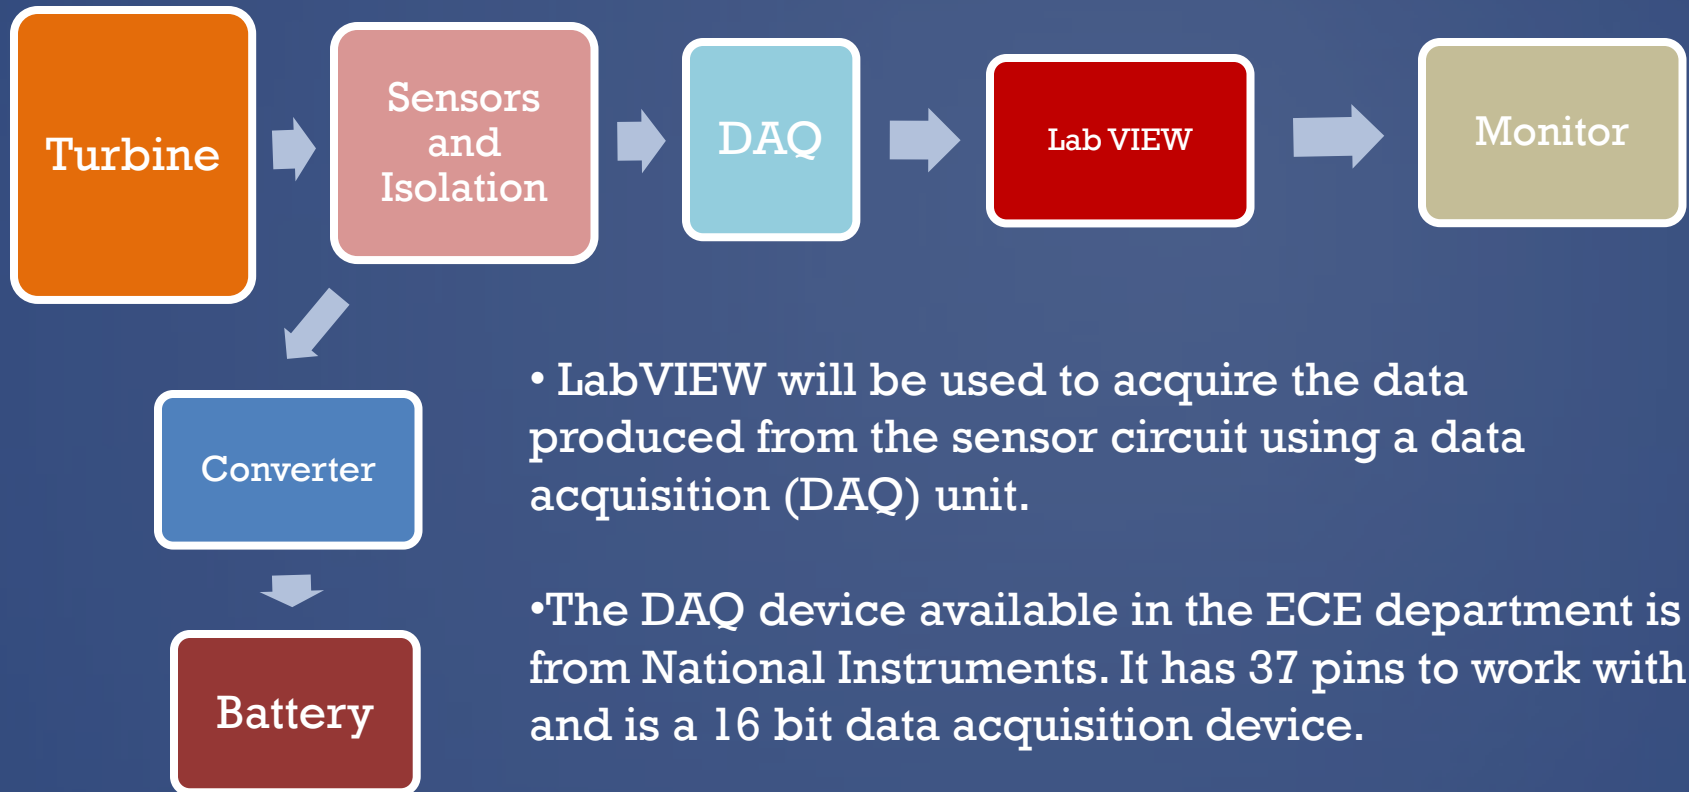 Turbine
Sensors
and
Isolation
DAQ
Lab VIEW
Monitor
Converter
Battery
• LabVIEW will be used to acquire the data
produced from the sensor circuit using a data
acquisition (DAQ) unit.
•The DAQ device available in the ECE department is
from National Instruments. It has 37 pins to work with
and is a 16 bit data acquisition device.